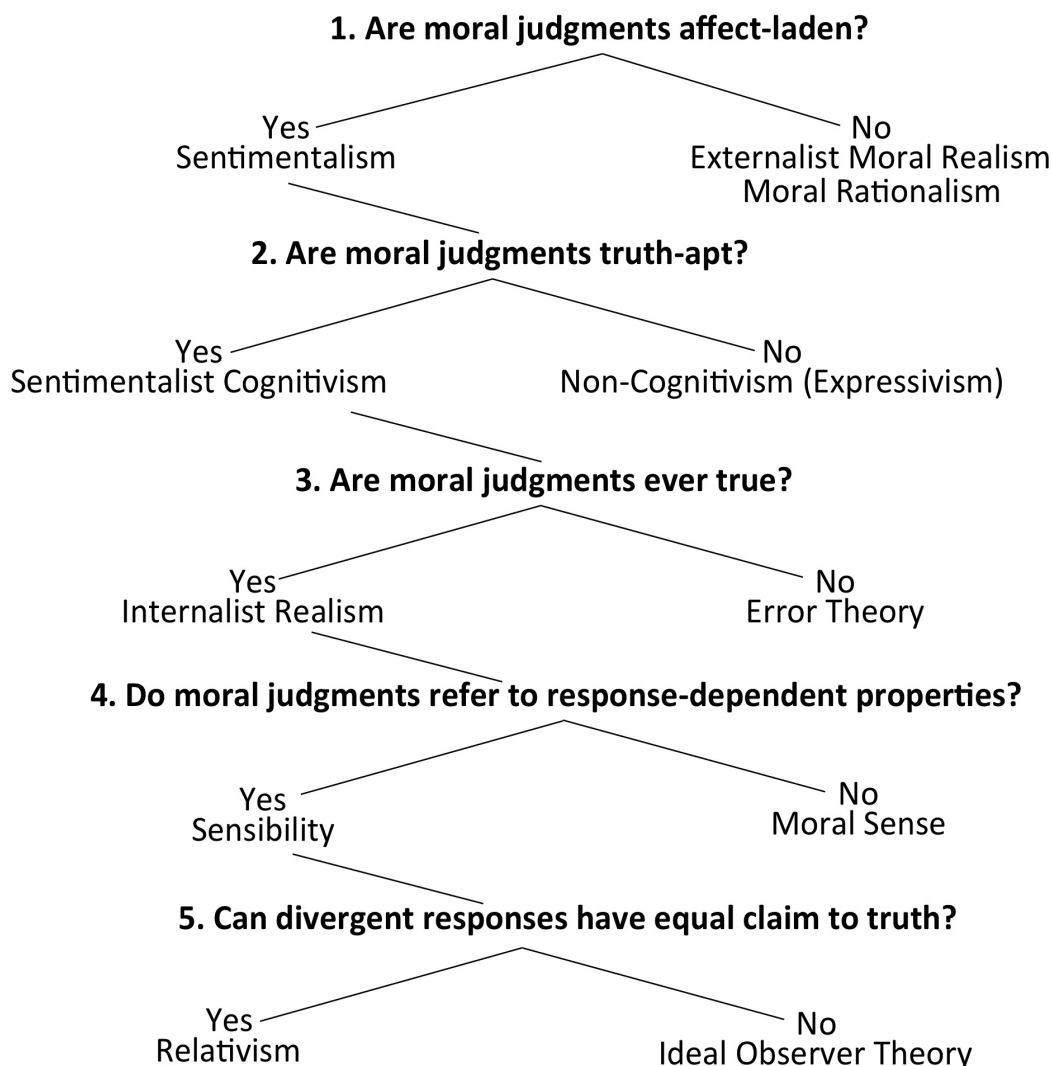 1. Are moral judgments affect-laden?
Yes
Sentimentalism
No
Externalist Moral Realism
Moral Rationalism
2. Are moral judgments truth-apt?
Yes
Sentimentalist Cognitivism
No
Non-Cognitivism (Expressivism)
3. Are moral judgments ever true?
Yes
Internalist Realism
No
Error Theory
4. Do moral judgments refer to response-dependent properties?
Yes
Sensibility
No
Moral Sense
5. Can divergent responses have equal claim to truth?
Yes
Relativism
No
Ideal Observer Theory